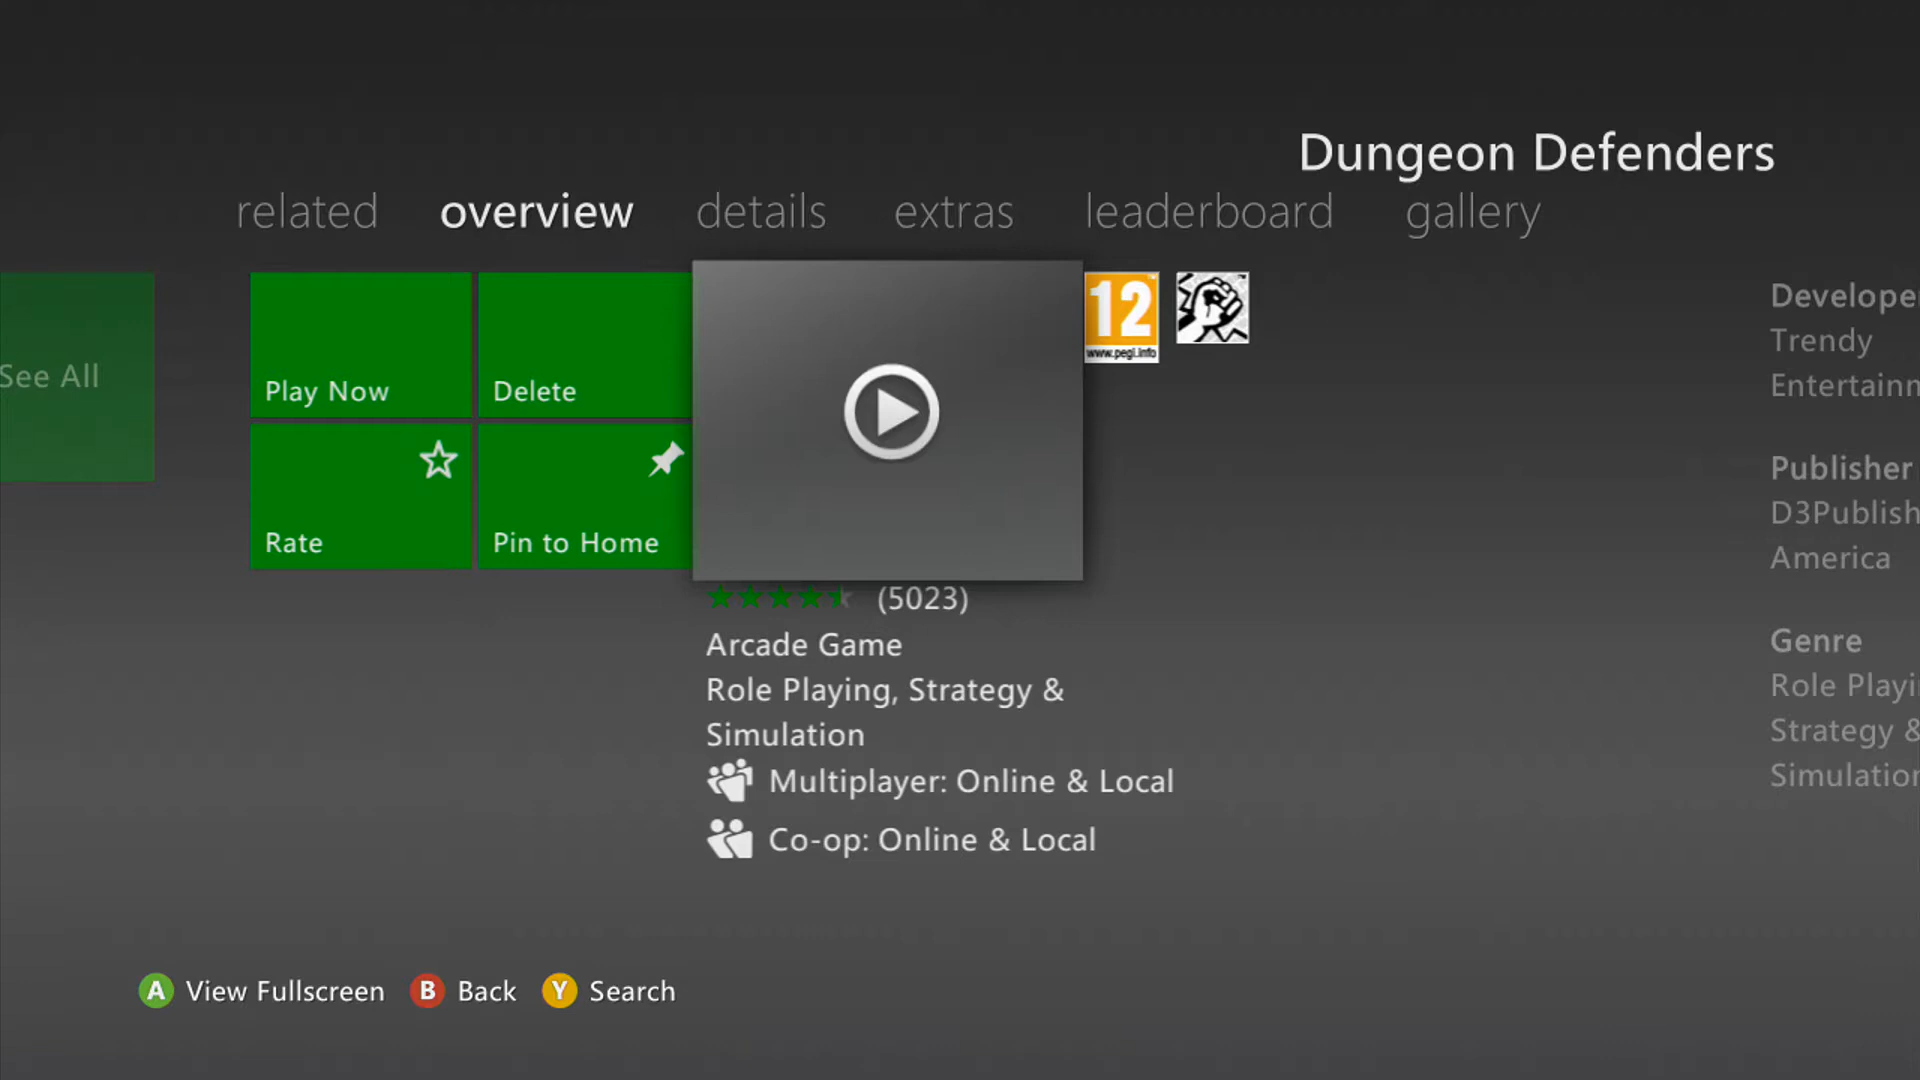 Dungeon Defenders
related overview details extras leaderboard gallery
See All
Play Now
Delete
Rate
Pin to Home
12
www.pegi.info
(5023)
Arcade Game
Role Playing, Strategy &
Simulation
Multiplayer: Online & Local
Co-op: Online & Local
Develope
Trendy
Entertainm
Publisher
D3Publish
America
Genre
Role Playi
Strategy &
Simulation
A View Fullscreen B Back Y Search